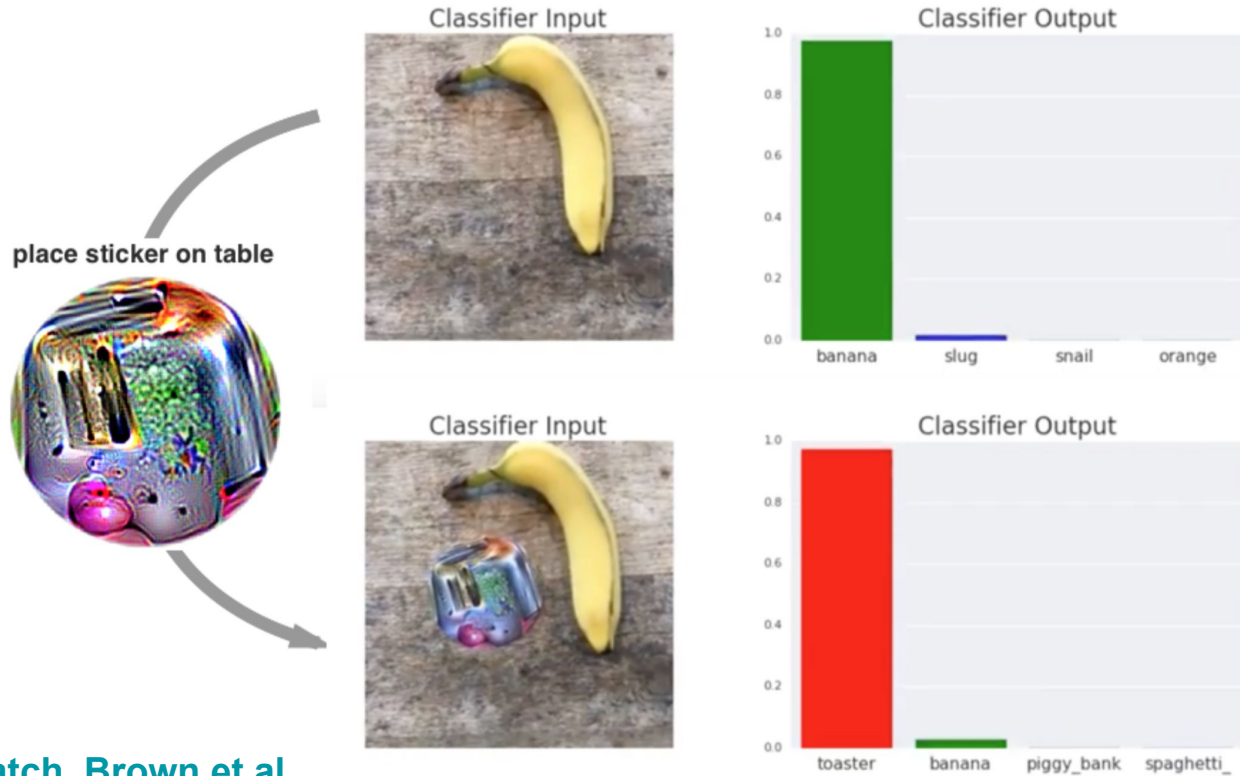 Classifier Input
Classifier Output
1.0
0.8
0.6
0.4
0.2
0.0
banana slug snail orange
place sticker on table
Classifier Input
Classifier Output
1.0
0.8
0.6
0.4
0.2
0.0
toaster banana piggy_bank spaghetti_
atch, Brown et al